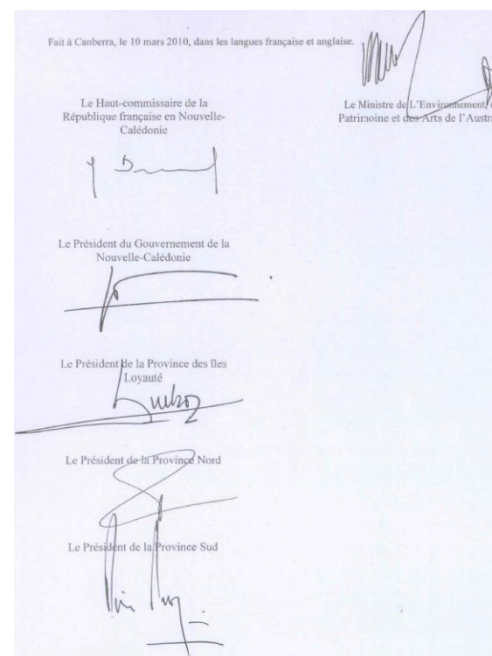 Fait à Canberra, le 10 mars 2010, dans les langues française et anglaise.
Le Haut-commissaire de la
République française en Nouvelle-
Calédonie
Le Ministre de L'Environnement,
Patrimoine et des Arts de l'Austr
Le Président du Gouvernement de la
Nouvelle-Calédonie
Le Président de la Province des îles
Loyauté
Le Président de la Province Nord
Le Président de la Province Sud